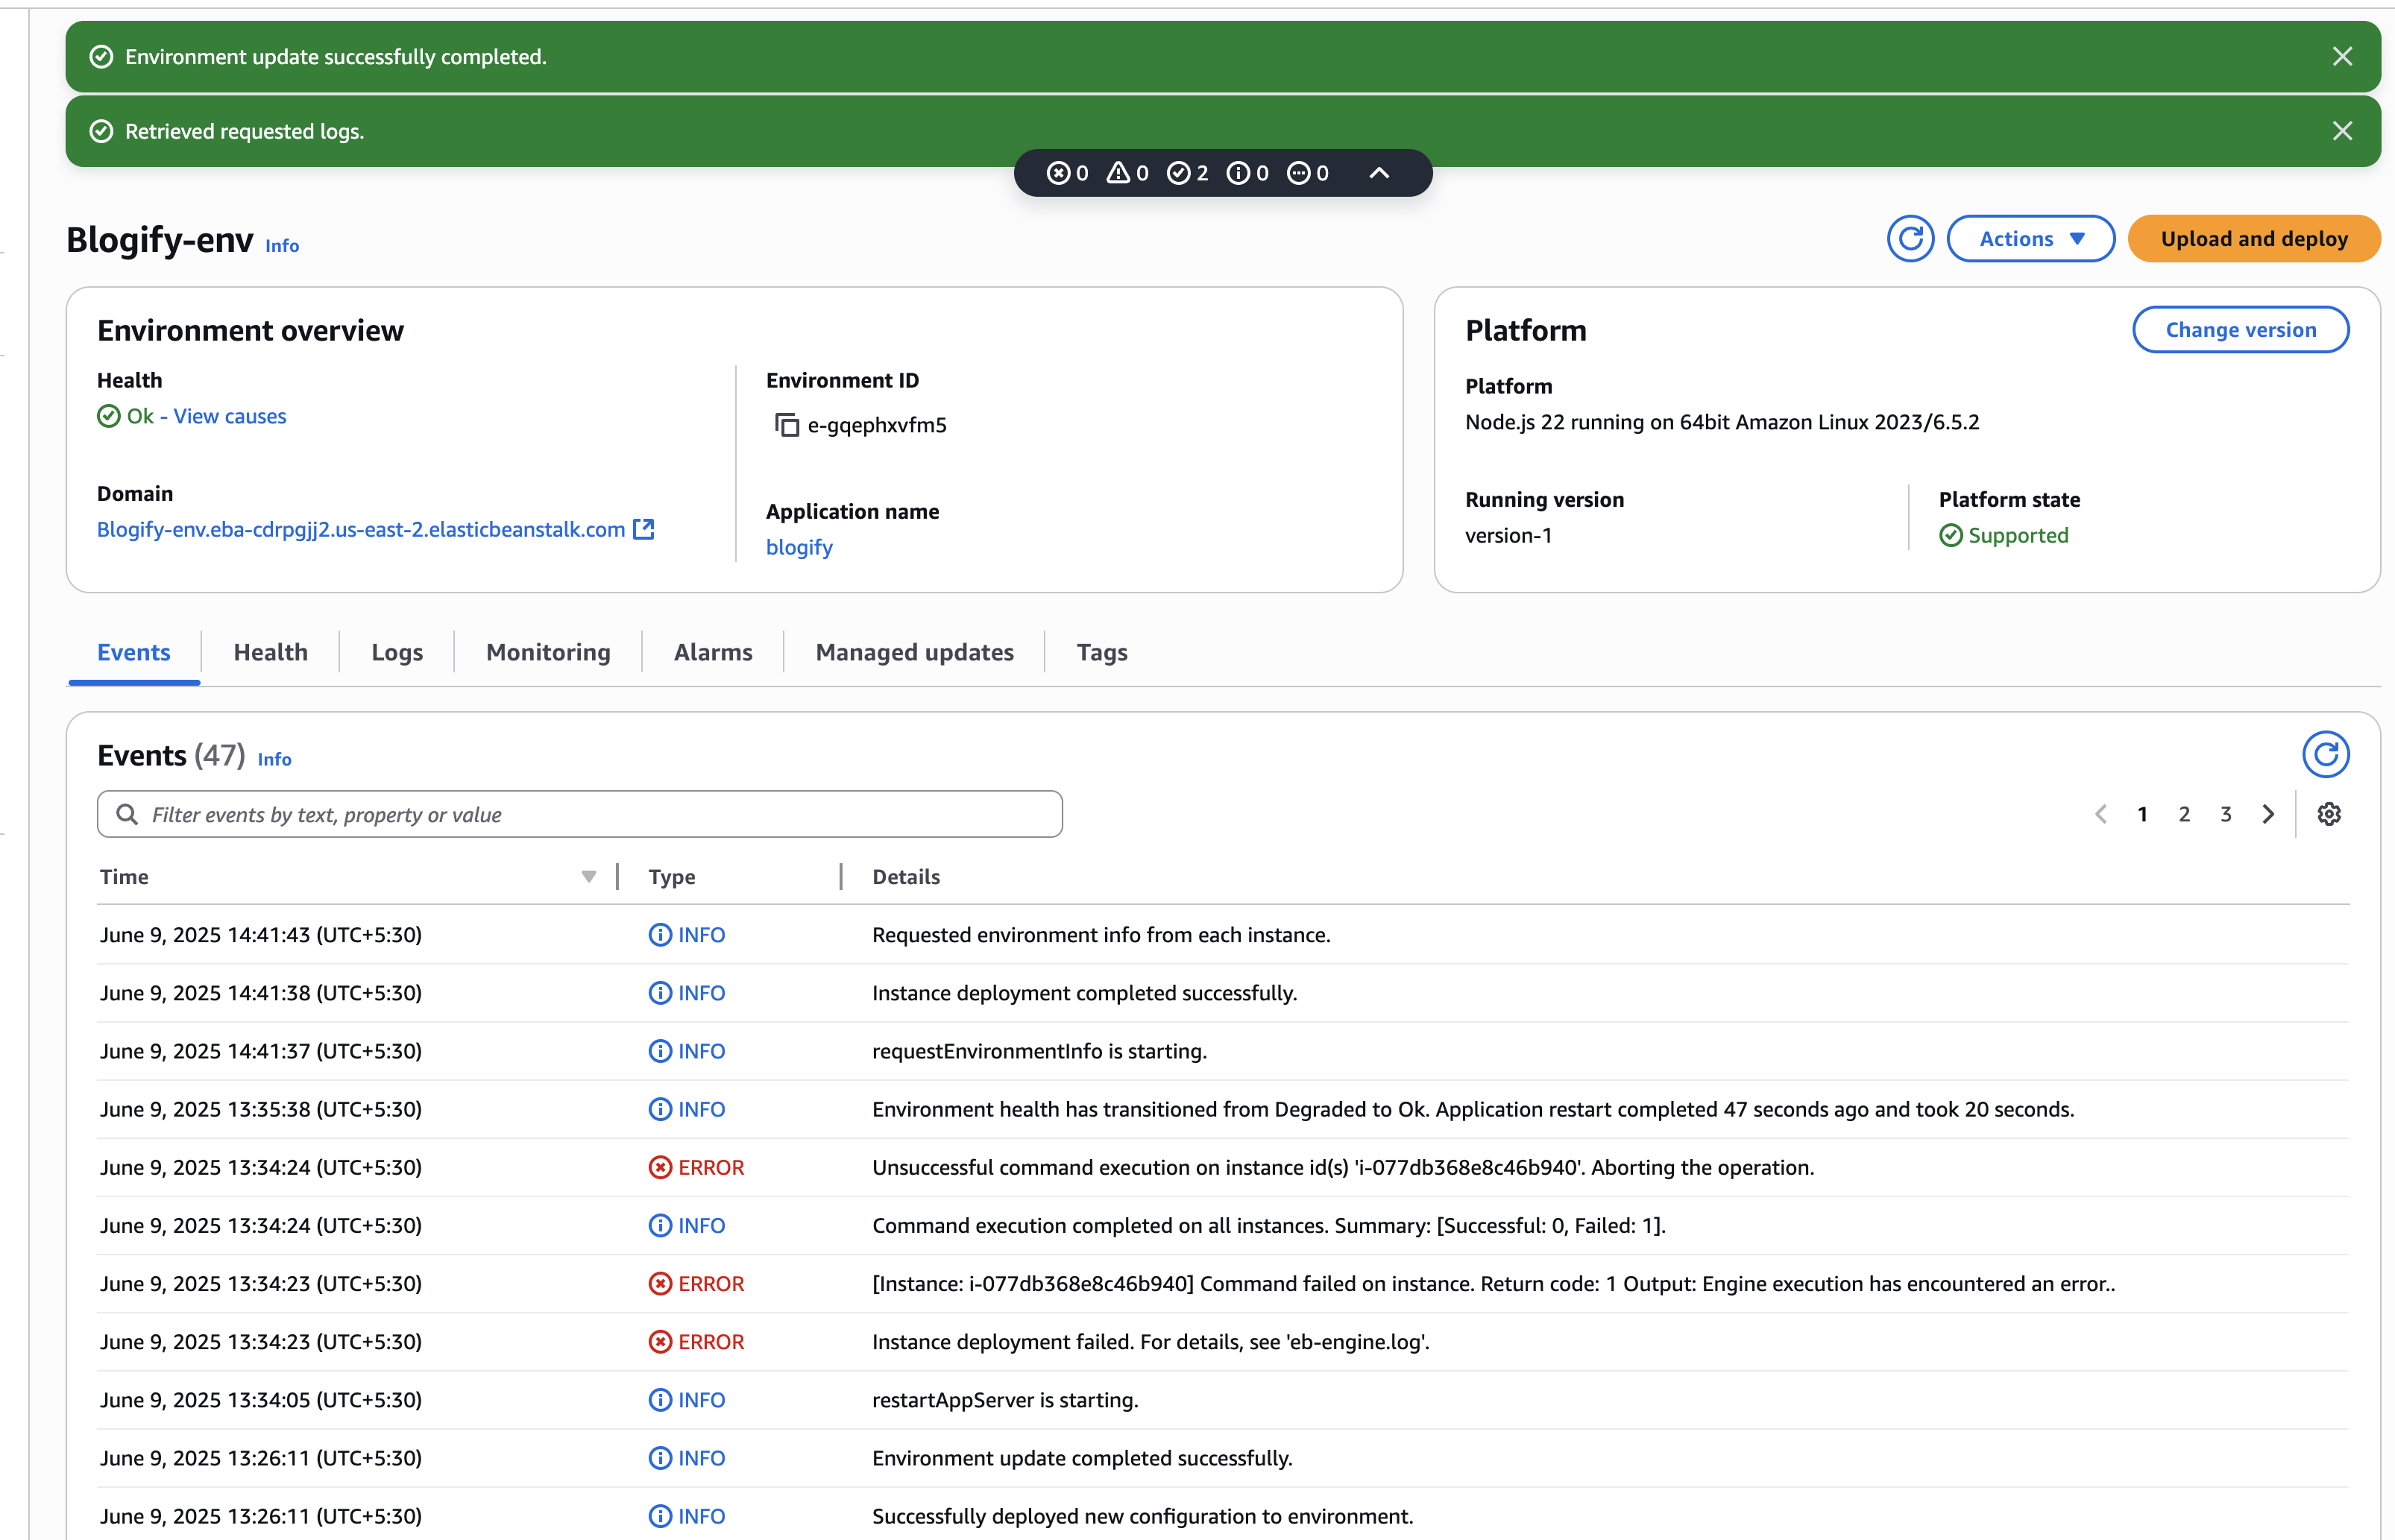 Environment update successfully completed.
Retrieved requested logs.
0 0 2 0 0
Blogify-env Info
Actions
Upload and deploy
Environment overview
Health
Ok - View causes
Domain
Blogify-env.eba-cdrpgjj2.us-east-2.elasticbeanstalk.com
Environment ID
e-gqephxvfm5
Application name
blogify
Platform
Change version
Platform
Node.js 22 running on 64bit Amazon Linux 2023/6.5.2
Running version
version-1
Platform state
Supported
Events Health Logs Monitoring Alarms Managed updates Tags
Events (47) Info
Filter events by text, property or value
1 2 3
Time Type Details
June 9, 2025 14:41:43 (UTC+5:30) INFO Requested environment info from each instance.
June 9, 2025 14:41:38 (UTC+5:30) INFO Instance deployment completed successfully.
June 9, 2025 14:41:37 (UTC+5:30) INFO requestEnvironmentInfo is starting.
June 9, 2025 13:35:38 (UTC+5:30) INFO Environment health has transitioned from Degraded to Ok. Application restart completed 47 seconds ago and took 20 seconds.
June 9, 2025 13:34:24 (UTC+5:30) ERROR Unsuccessful command execution on instance id(s) 'i-077db368e8c46b940'. Aborting the operation.
June 9, 2025 13:34:24 (UTC+5:30) INFO Command execution completed on all instances. Summary: [Successful: 0, Failed: 1].
June 9, 2025 13:34:23 (UTC+5:30) ERROR [Instance: i-077db368e8c46b940] Command failed on instance. Return code: 1 Output: Engine execution has encountered an error..
June 9, 2025 13:34:23 (UTC+5:30) ERROR Instance deployment failed. For details, see 'eb-engine.log'.
June 9, 2025 13:34:05 (UTC+5:30) INFO restartAppServer is starting.
June 9, 2025 13:26:11 (UTC+5:30) INFO Environment update completed successfully.
June 9, 2025 13:26:11 (UTC+5:30) INFO Successfully deployed new configuration to environment.